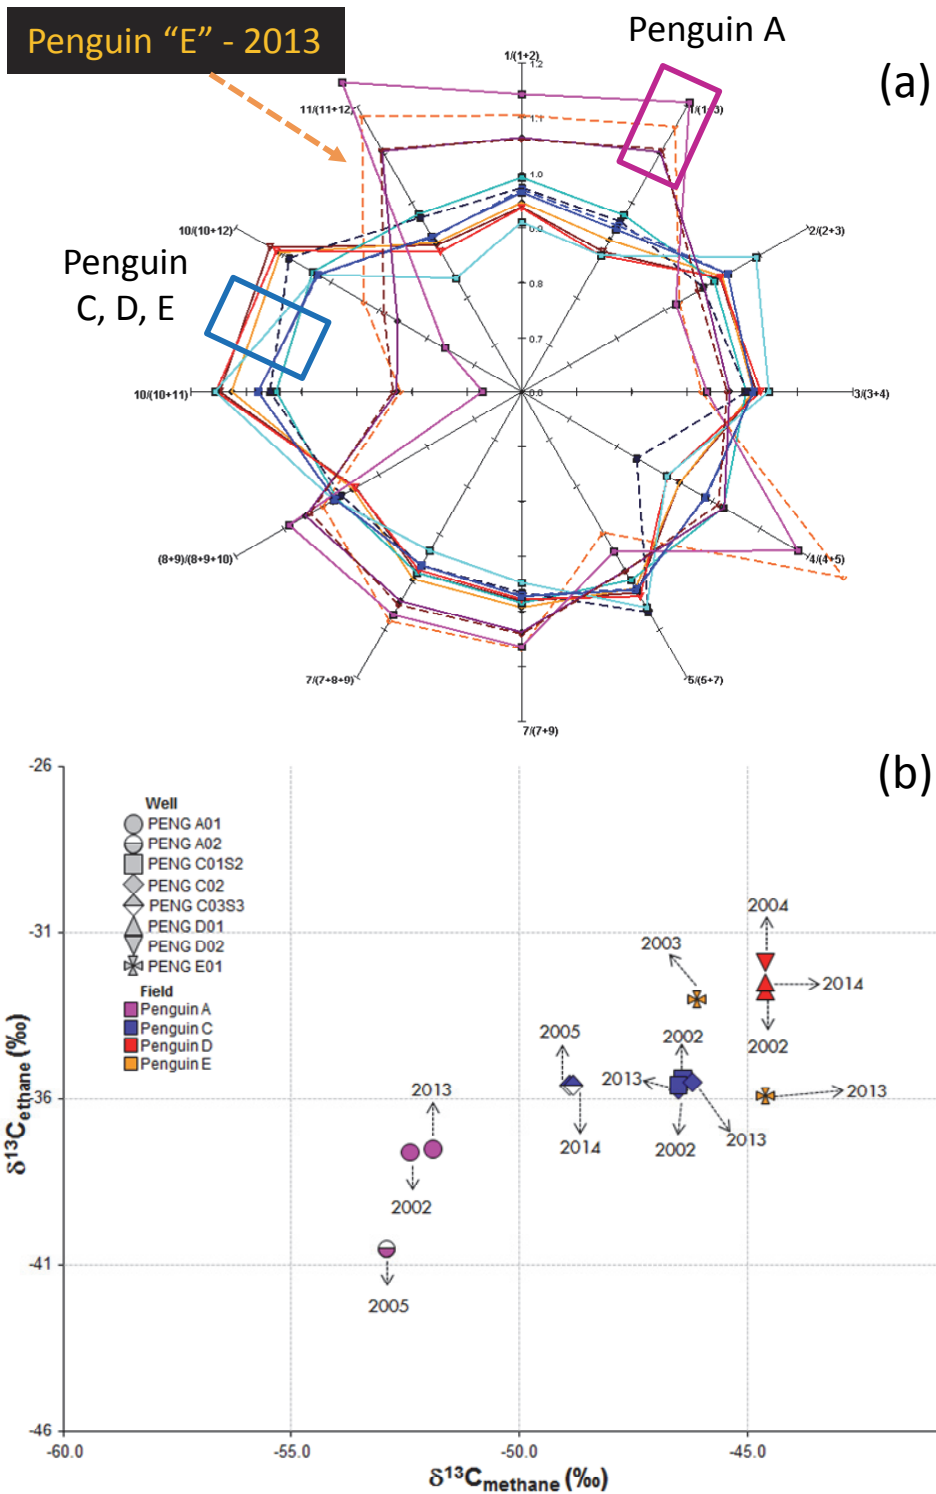 Penguin “E” - 2013
Penguin A
(a)
1/(1+2)
1.2
11/(11+12)
1/(1+3)
1.1
1.0
10/(10+12)
2/(2+3)
0.9
Penguin
C, D, E
0.8
0.7
10/(10+11)
0.0
3/(3+4)
(8+9)/(8+9+10)
4/(4+5)
7/(7+8+9)
5/(5+7)
7/(7+9)
(b)
-26
Well
PENG A01
PENG A02
PENG C01S2
PENG C02
PENG C03S3
PENG D01
PENG D02
PENG E01
Field
Penguin A
Penguin C
Penguin D
Penguin E
2004
-31
2003
2014
2005
2002
2002
2013
2013
2013
-36
2014
2002
2013
2002
-41
2005
-46
-60.0
-55.0
-50.0
-45.0
δ13Cethane (‰)
δ13Cmethane (‰)